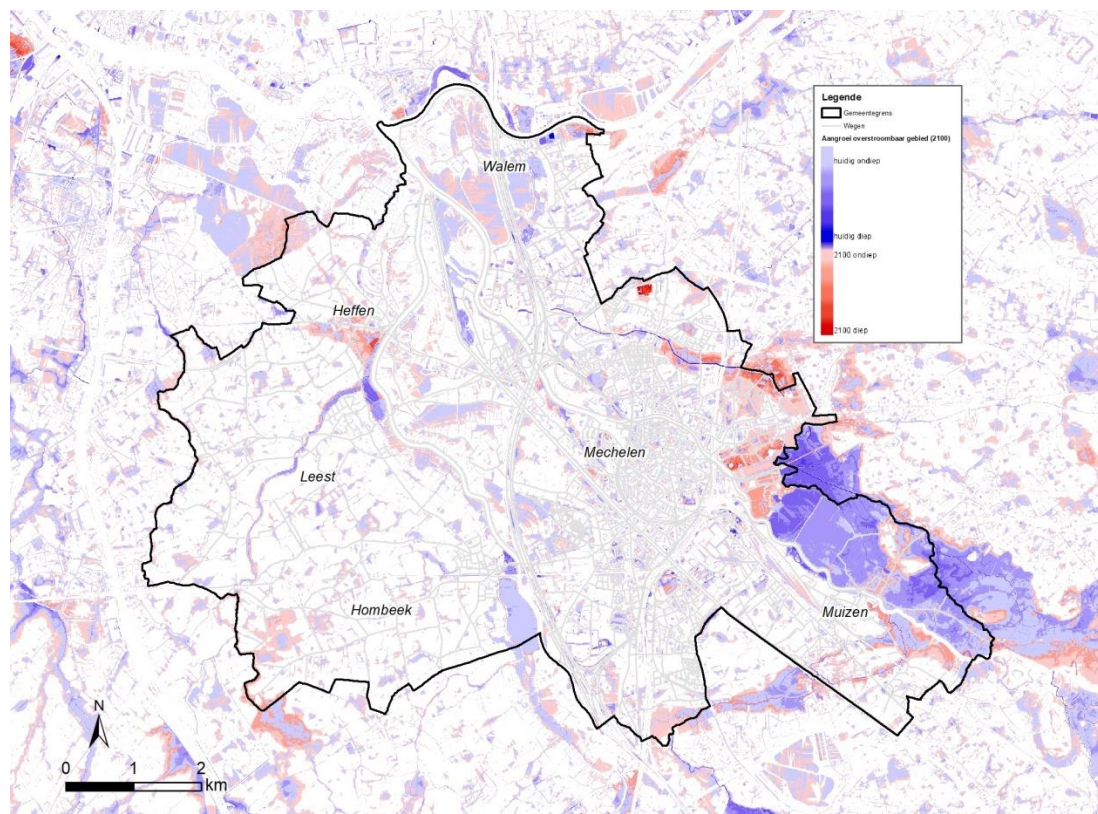 Legende
Gemeentegrens
Wegen
Aangroei overstroombaar gebied (2100)
huidig ondiep
huidig diep
2100 ondiep
2100 diep
Walem
Heffen
Mechelen
Leest
Hombeek
Muizen
N
0 1 2
km